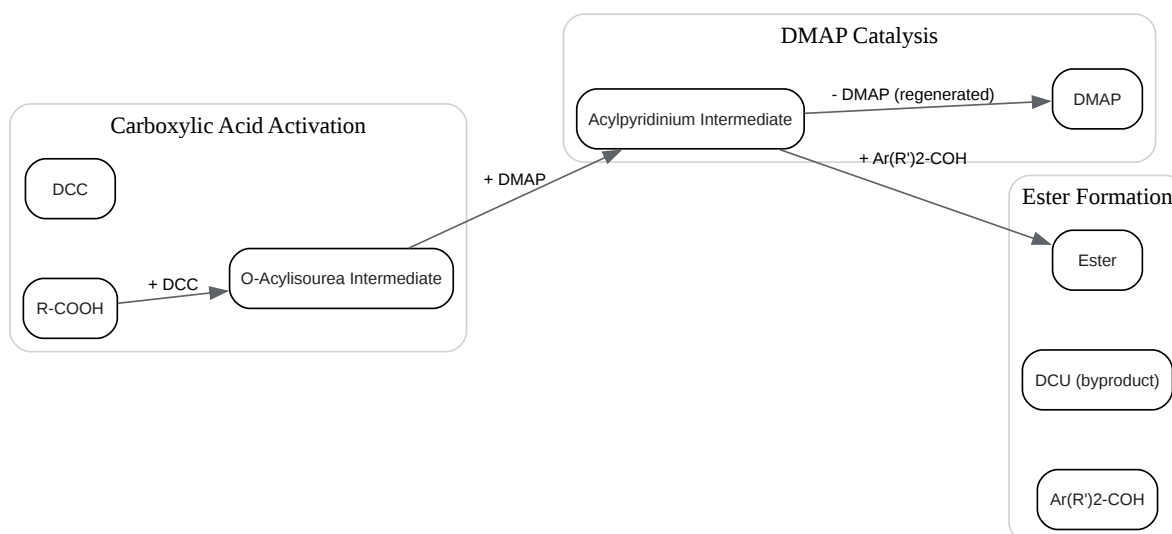 DMAP Catalysis
- DMAP (regenerated)
DMAP
Acylpyridinium Intermediate
Carboxylic Acid Activation
+ Ar(R')2-COH
DCC
+ DMAP
Ester Formation
O-Acylisourea Intermediate
Ester
+ DCC
R-COOH
DCU (byproduct)
Ar(R')2-COH